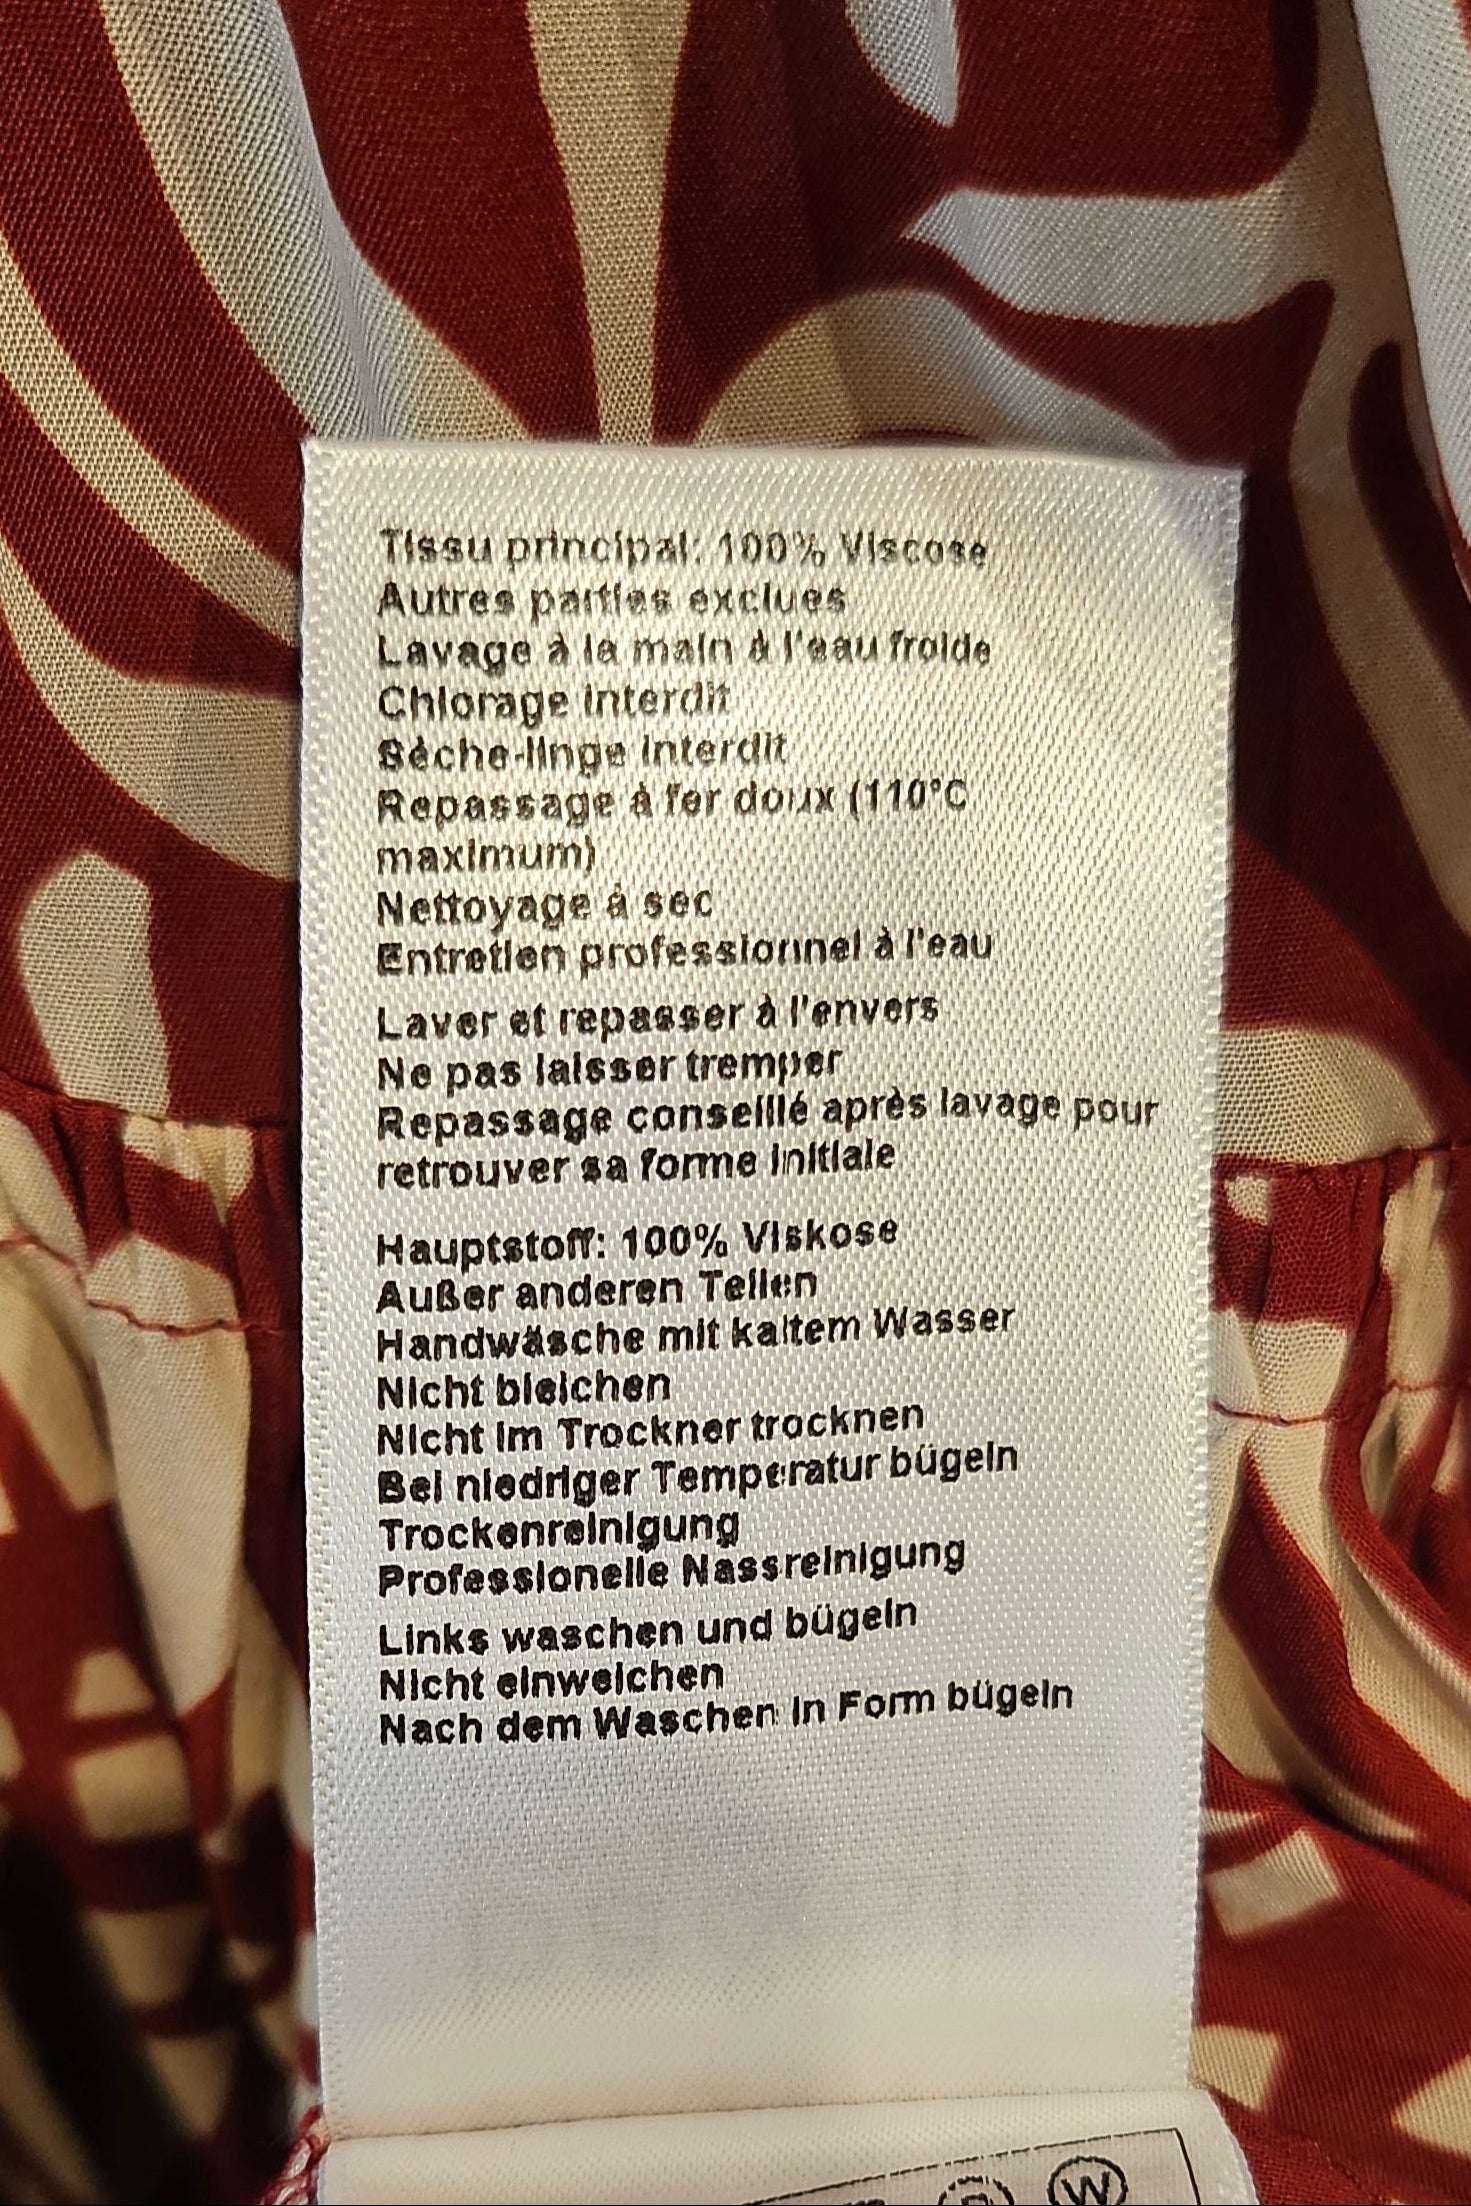 Tissu principal: 100% Viscose
Autres parties exclues
Lavage à la main à l'eau froide
Chlorage interdit
Sèche-linge interdit
Repassage à fer doux (110°C
maximum)
Nettoyage à sec
Entretien professionnel à l'eau
Laver et repasser à l'envers
Ne pas laisser tremper
Repassage conseillé après lavage pour
retrouver sa forme initiale
Hauptstoff: 100% Viskose
Außer anderen Teilen
Handwäsche mit kaltem Wasser
Nicht bleichen
Nicht im Trockner trocknen
Bei niedriger Temperatur bügeln
Trockenreinigung
Professionelle Nassreinigung
Links waschen und bügeln
Nicht einweichen
Nach dem Waschen in Form bügeln
W